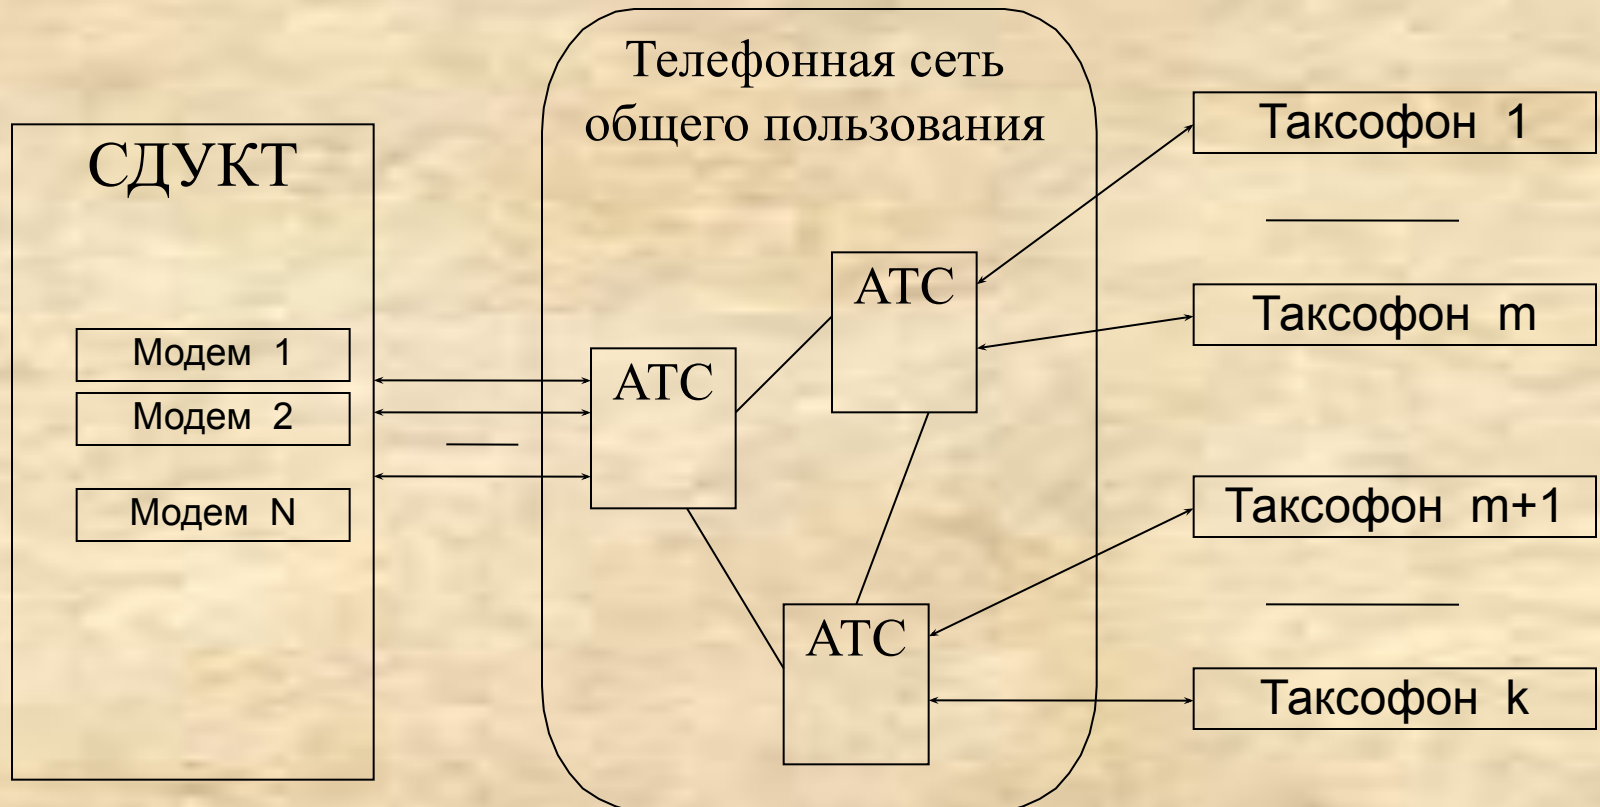 Телефонная сеть
общего пользования
СДУКТ
Модем 1
Модем 2
Модем N
АТС
АТС
АТС
Таксофон 1
Таксофон m
Таксофон m+1
Таксофон k